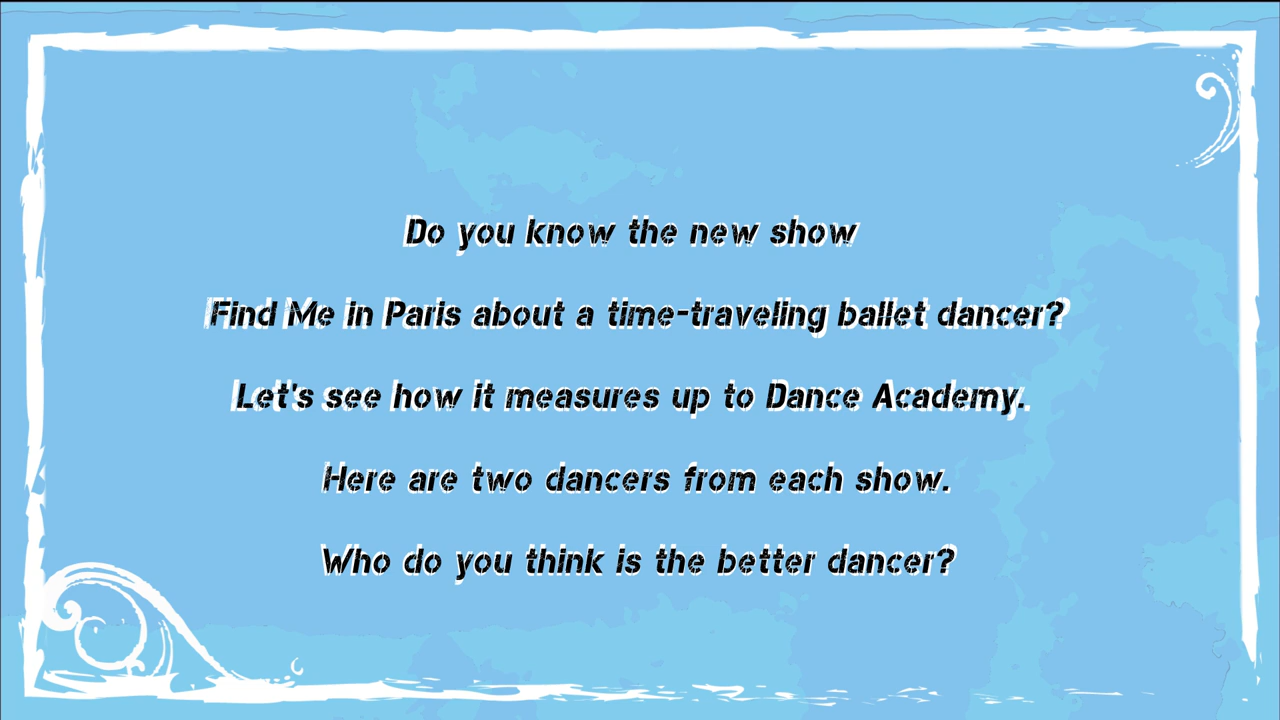 Do you know the new show
Find Me in Paris about a time-traveling ballet dancer?
Let's see how it measures up to Dance Academy.
Here are two dancers from each show.
Who do you think is the better dancer?